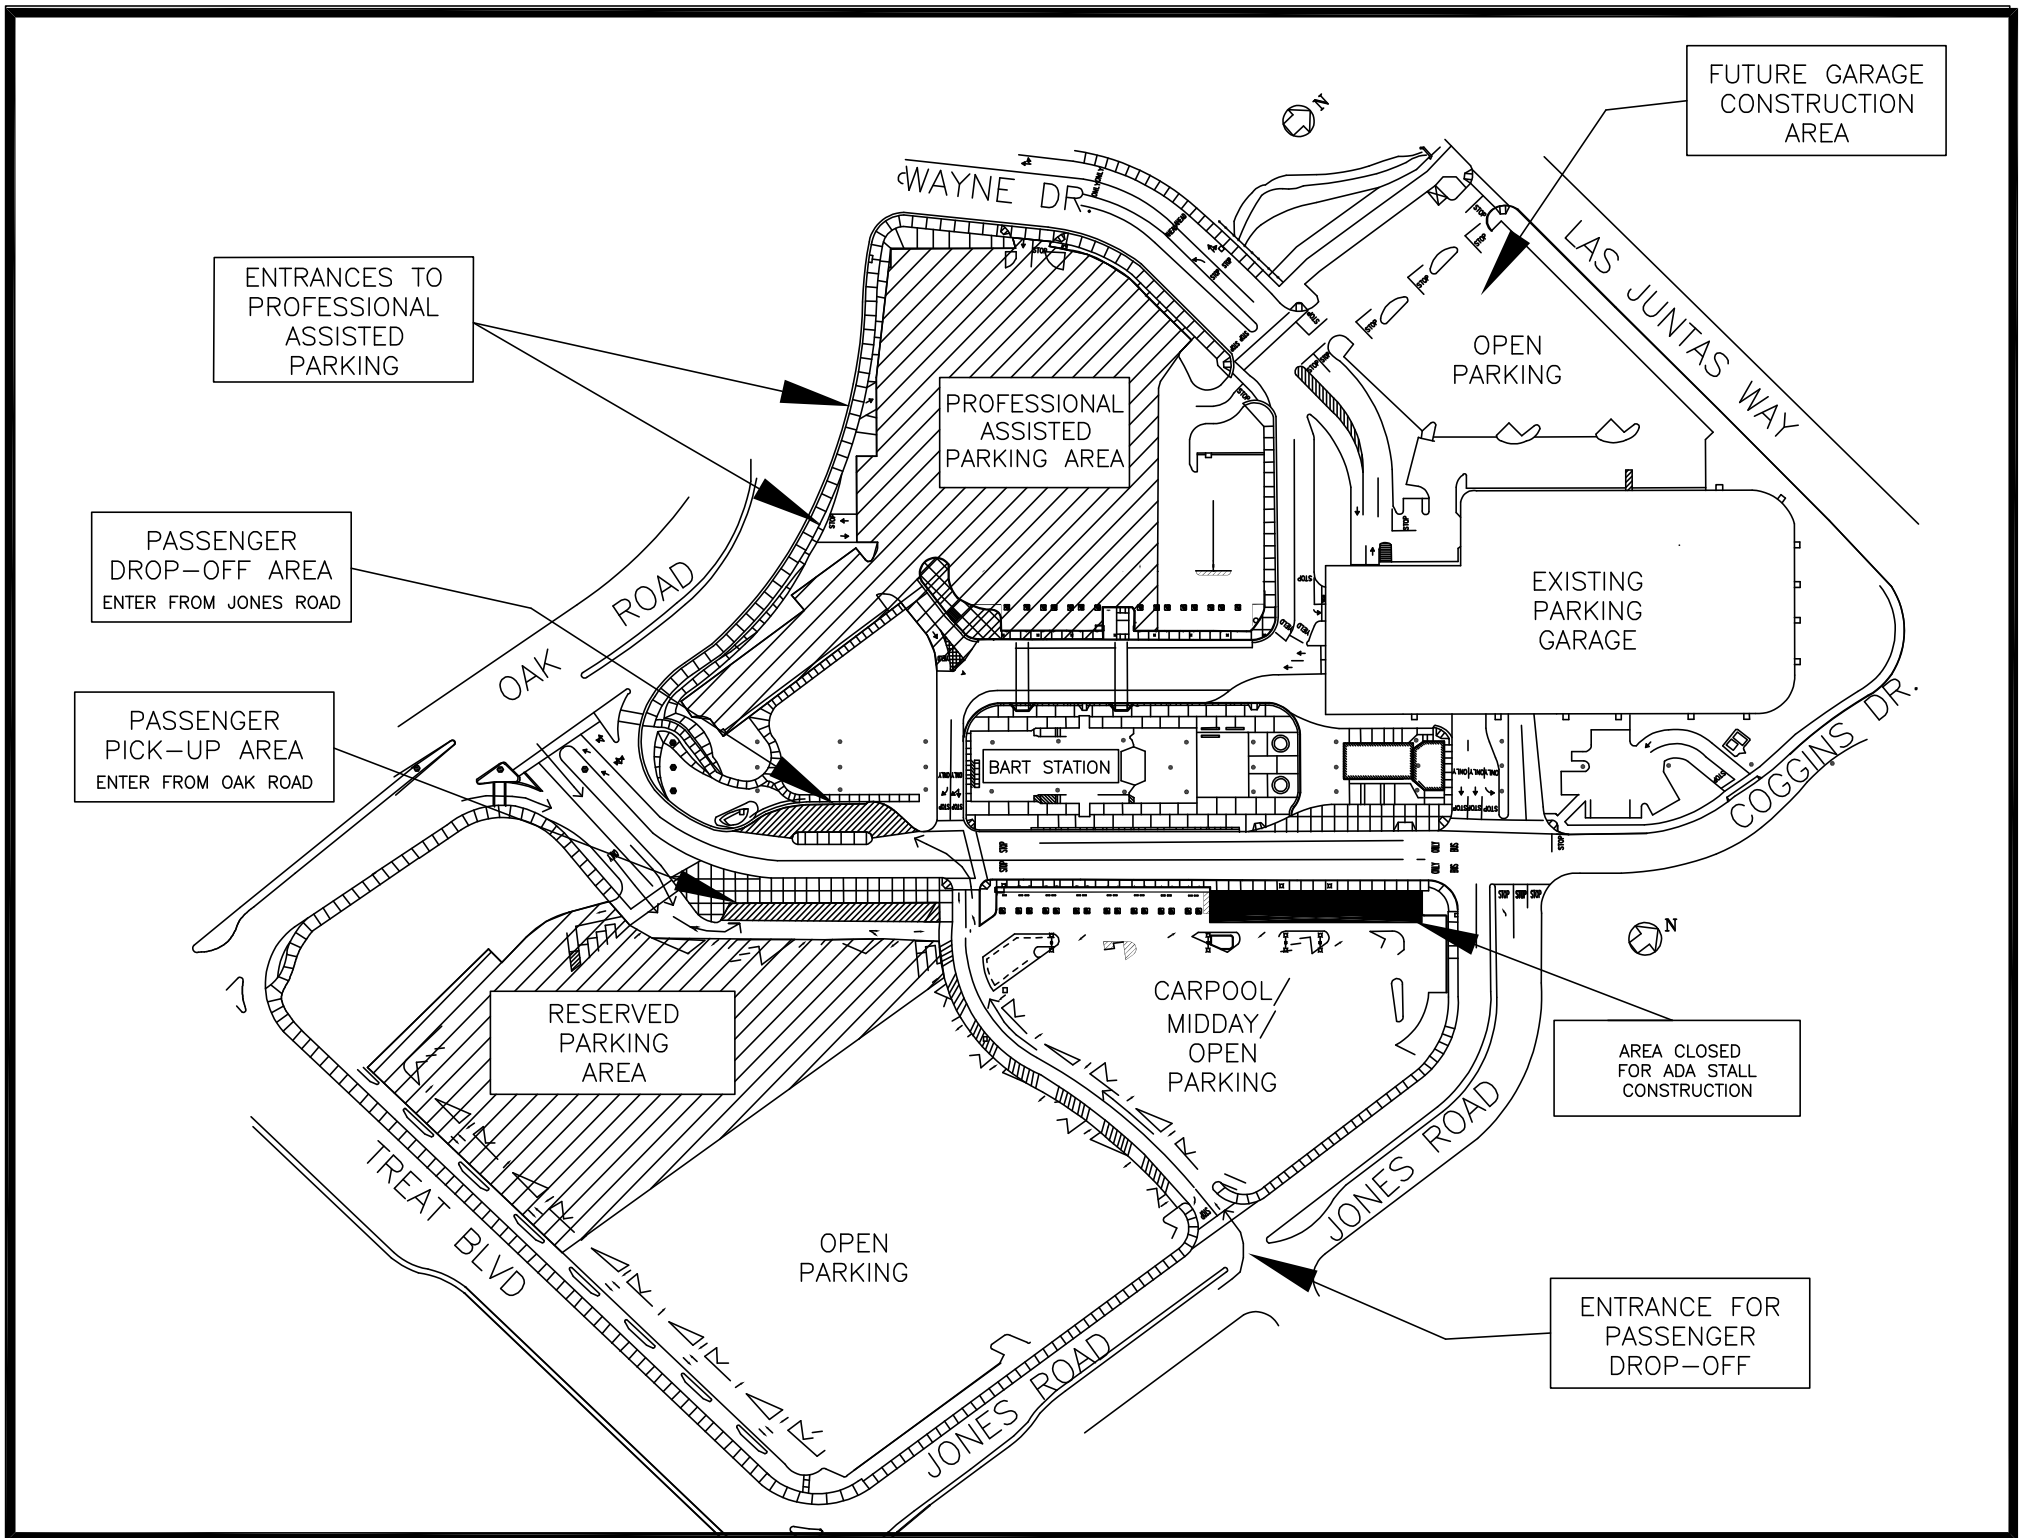 FUTURE GARAGE
CONSTRUCTION
AREA
N
WAYNE DR.
LAS JUNTAS WAY
ENTRANCES TO
PROFESSIONAL
ASSISTED
PARKING
OPEN
PARKING
PROFESSIONAL
ASSISTED
PARKING AREA
PASSENGER
DROP-OFF AREA
ENTER FROM JONES ROAD
OAK ROAD
EXISTING
PARKING
GARAGE
PASSENGER
PICK-UP AREA
ENTER FROM OAK ROAD
BART STATION
COGGINS DR.
N
CARPOOL/
MIDDAY/
OPEN
PARKING
RESERVED
PARKING
AREA
AREA CLOSED
FOR ADA STALL
CONSTRUCTION
JONES ROAD
TREAT BLVD
OPEN
PARKING
ENTRANCE FOR
PASSENGER
DROP-OFF
JONES ROAD